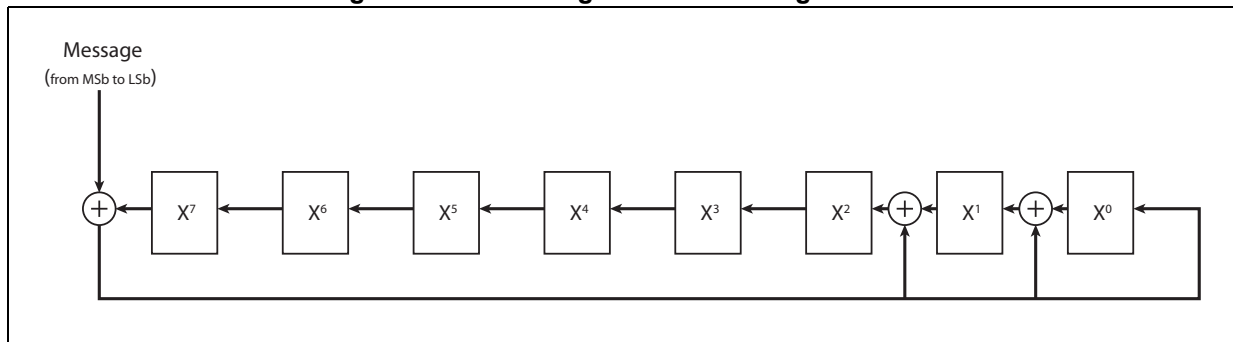 Message
(from MSb to LSb)
X⁷ X⁶ X⁵ X⁴ X³ X² X¹ X⁰